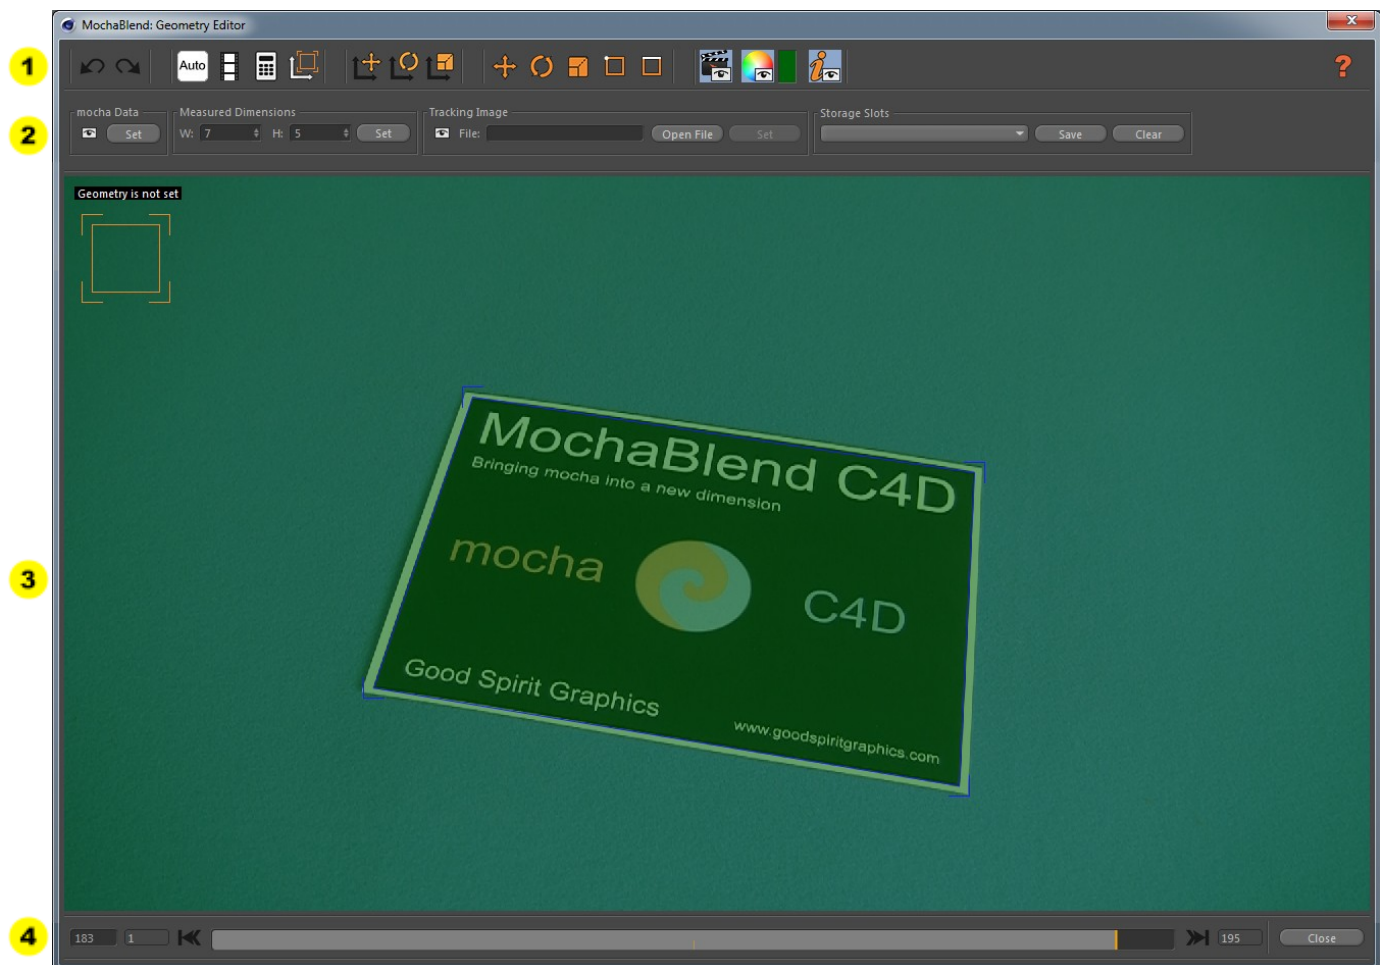 MochaBlend: Geometry Editor
x
1
Auto
?
2
mocha Data
Set
Measured Dimensions
W: 7
H: 5
Set
Tracking Image
File:
Open File
Set
Storage Slots
Save
Clear
Geometry is not set
MochaBlend C4D
Bringing mocha into a new dimension
mocha
C4D
Good Spirit Graphics
www.goodspiritgraphics.com
3
4
183
1
195
Close